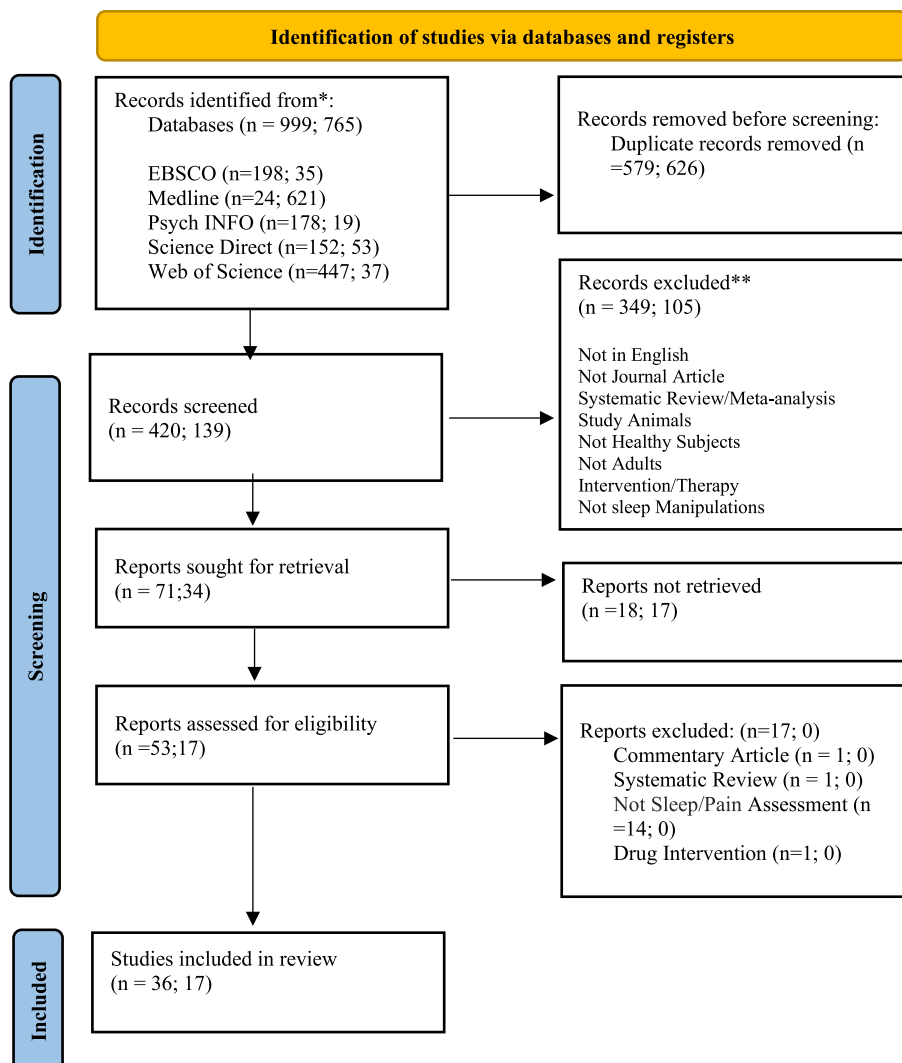 Identification of studies via databases and registers
Identification
Records identified from*:
Databases (n = 999; 765)
EBSCO (n=198; 35)
Medline (n=24; 621)
Psych INFO (n=178; 19)
Science Direct (n=152; 53)
Web of Science (n=447; 37)
Records removed before screening:
Duplicate records removed (n
=579; 626)
Screening
Records screened
(n = 420; 139)
Records excluded**
(n = 349; 105)
Not in English
Not Journal Article
Systematic Review/Meta-analysis
Study Animals
Not Healthy Subjects
Not Adults
Intervention/Therapy
Not sleep Manipulations
Reports sought for retrieval
(n = 71;34)
Reports not retrieved
(n =18; 17)
Reports assessed for eligibility
(n =53;17)
Reports excluded: (n=17; 0)
Commentary Article (n = 1; 0)
Systematic Review (n = 1; 0)
Not Sleep/Pain Assessment (n
=14; 0)
Drug Intervention (n=1; 0)
Included
Studies included in review
(n = 36; 17)